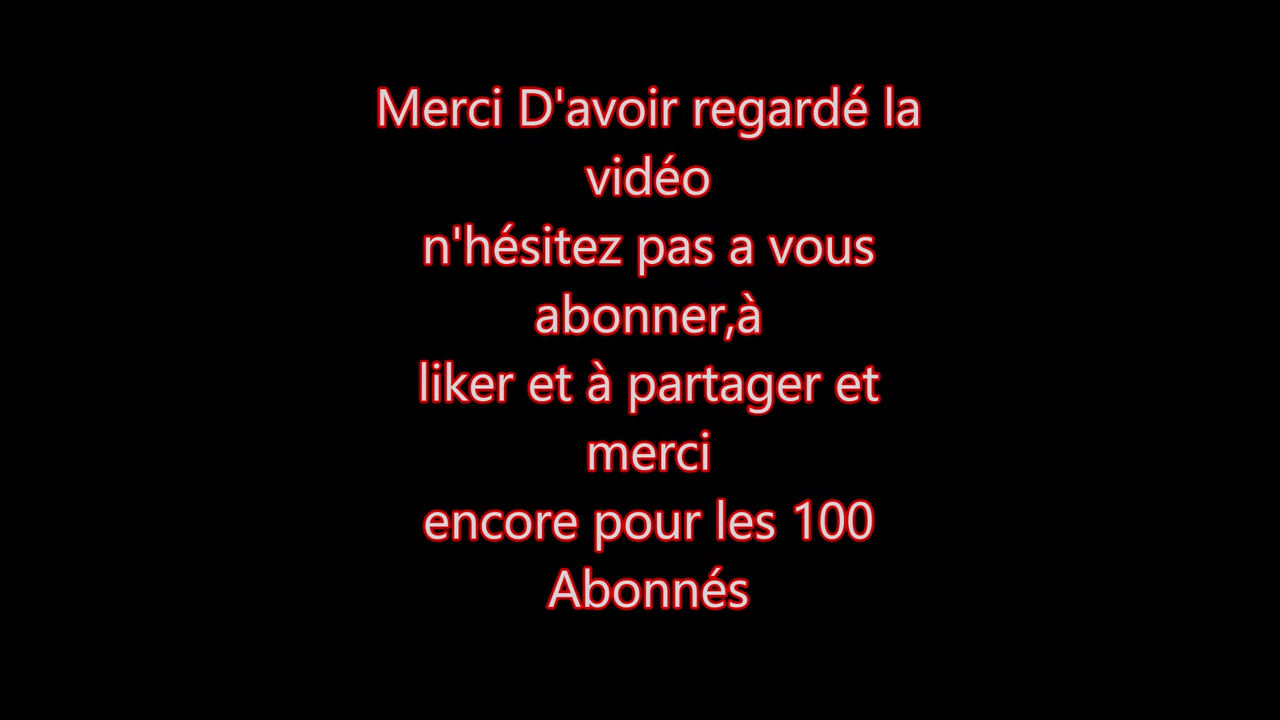 Merci D'avoir regardé la
vidéo
n'hésitez pas a vous
abonner,à
liker et à partager et
merci
encore pour les 100
Abonnés